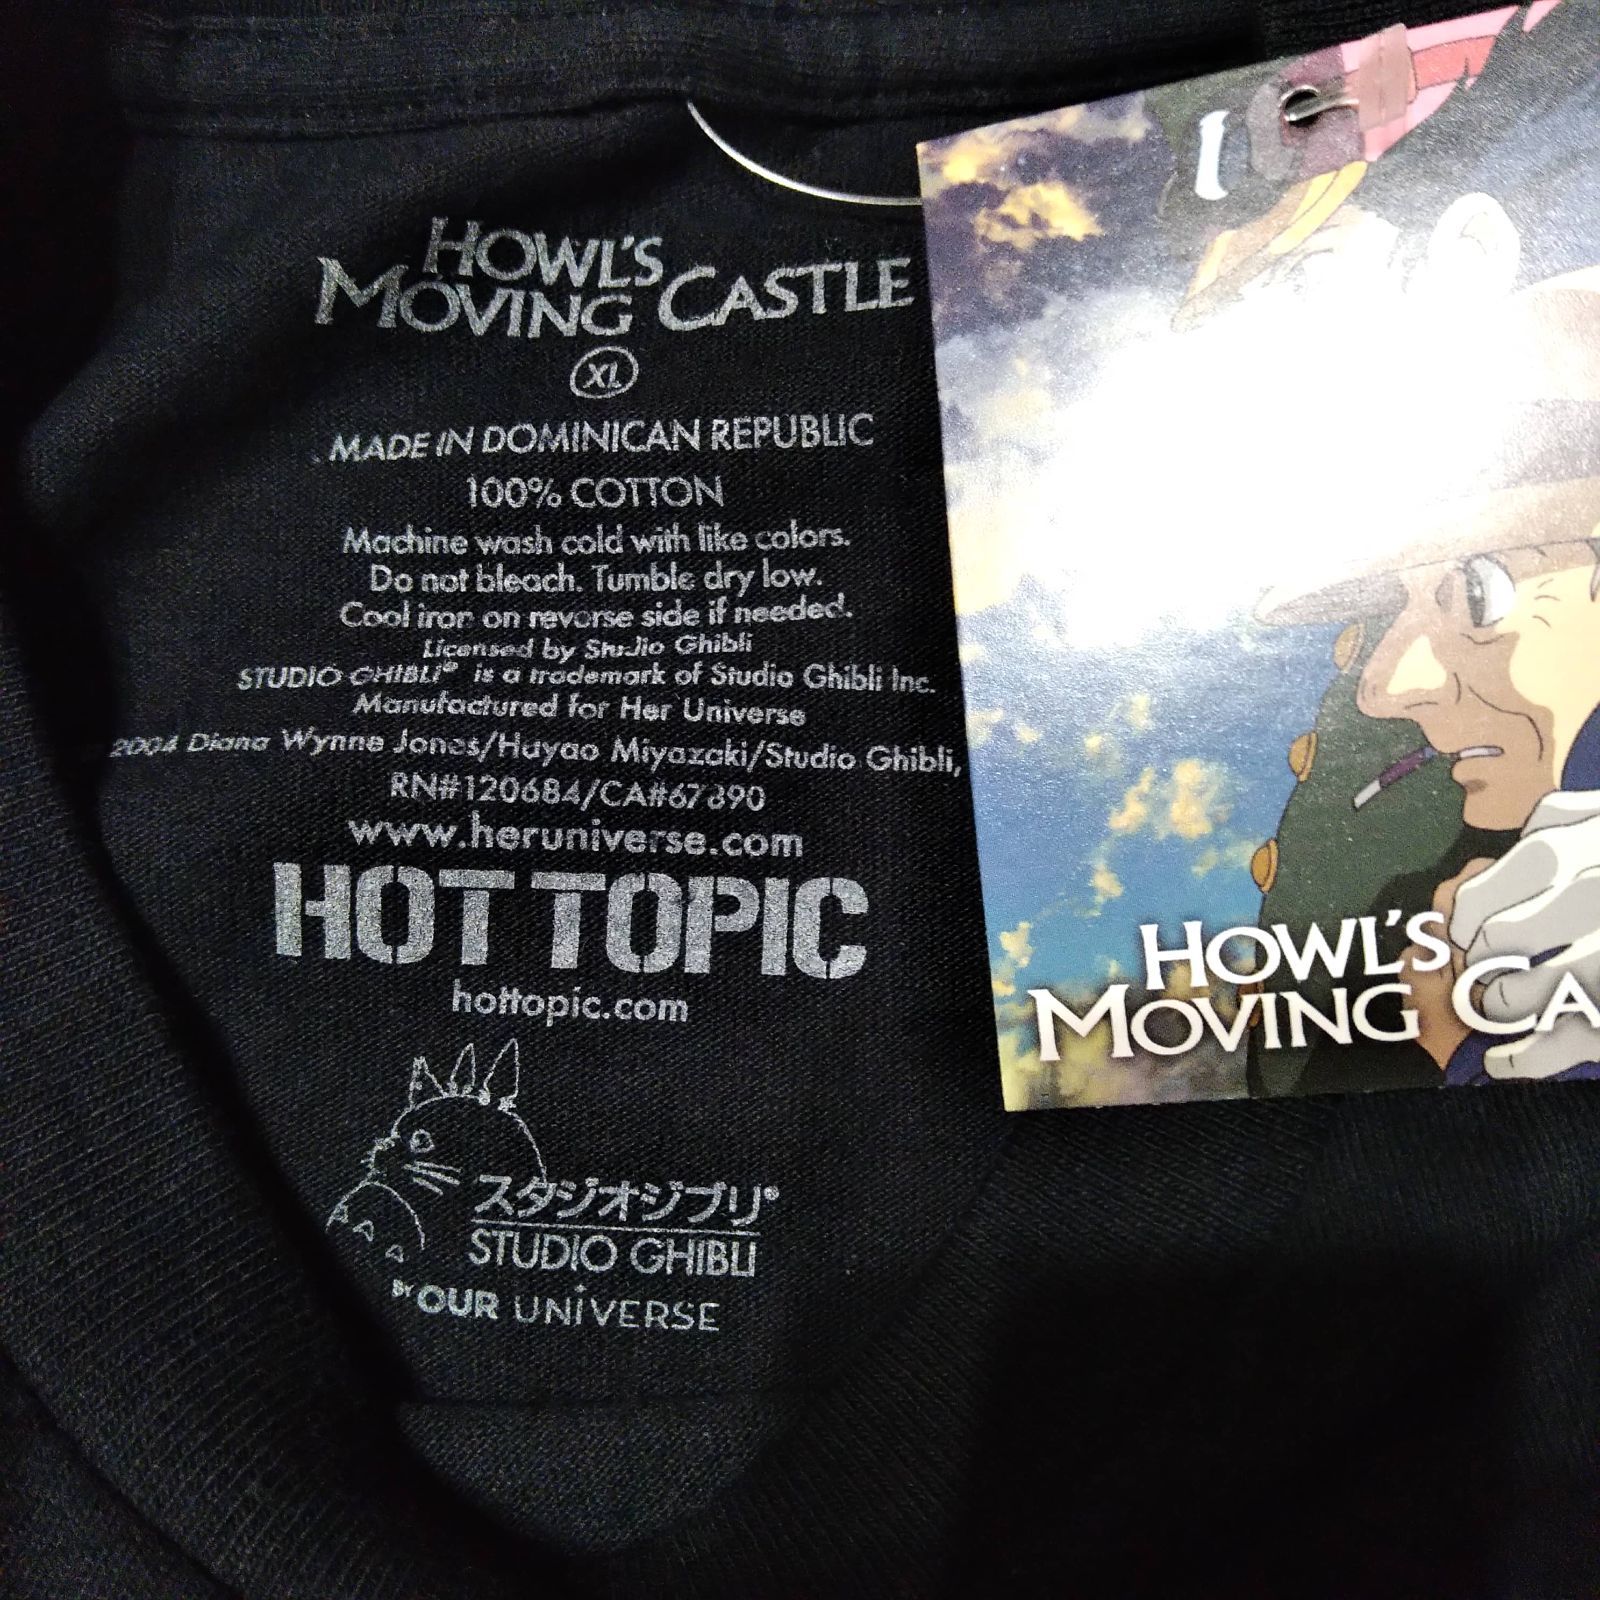 HOWL'S
MOVING CASTLE
XL
MADE IN DOMINICAN REPUBLIC
100% COTTON
Machine wash cold with like colors.
Do not bleach. Tumble dry low.
Cool iron on reverse side if needed.
Licensed by Studio Ghibli
STUDIO GHIBLI® is a trademark of Studio Ghibli Inc.
Manufactured for Her Universe
2004 Diana Wynne Jones/Hayao Miyazaki/Studio Ghibli,
RN#120684/CA#67890
www.heruniverse.com
HOT TOPIC
hottopic.com
スタジオジブリ®
STUDIO GHIBLI
BY OUR UNiVERSE
HOWL'S
MOVING CA